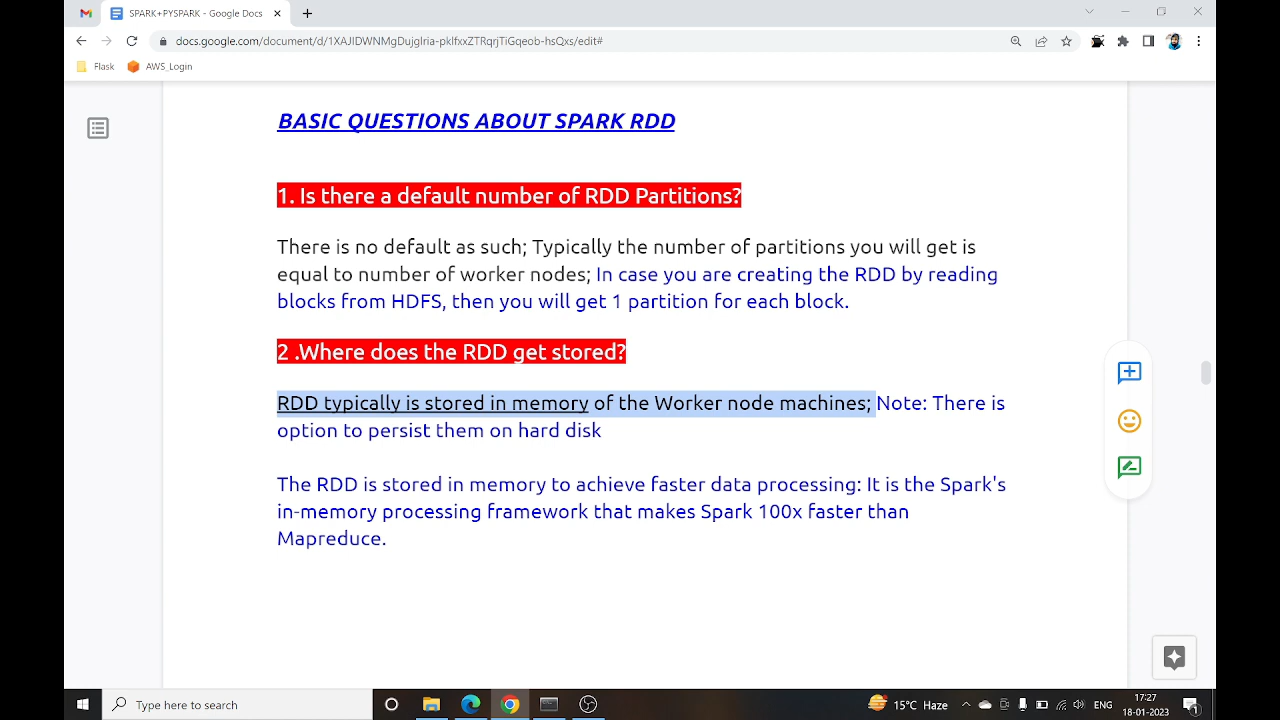 SPARK+PYSPARK - Google Docs
docs.google.com/document/d/1XAJIDWNMgDujgIria-pklfxxZTRqrjTiGqeob-hsQxs/edit#
Flask
AWS_Login
BASIC QUESTIONS ABOUT SPARK RDD
1. Is there a default number of RDD Partitions?
There is no default as such; Typically the number of partitions you will get is
equal to number of worker nodes; In case you are creating the RDD by reading
blocks from HDFS, then you will get 1 partition for each block.
2 .Where does the RDD get stored?
RDD typically is stored in memory of the Worker node machines; Note: There is
option to persist them on hard disk
The RDD is stored in memory to achieve faster data processing: It is the Spark's
in-memory processing framework that makes Spark 100x faster than
Mapreduce.
Type here to search
15°C Haze
ENG
17:27
18-01-2023
1